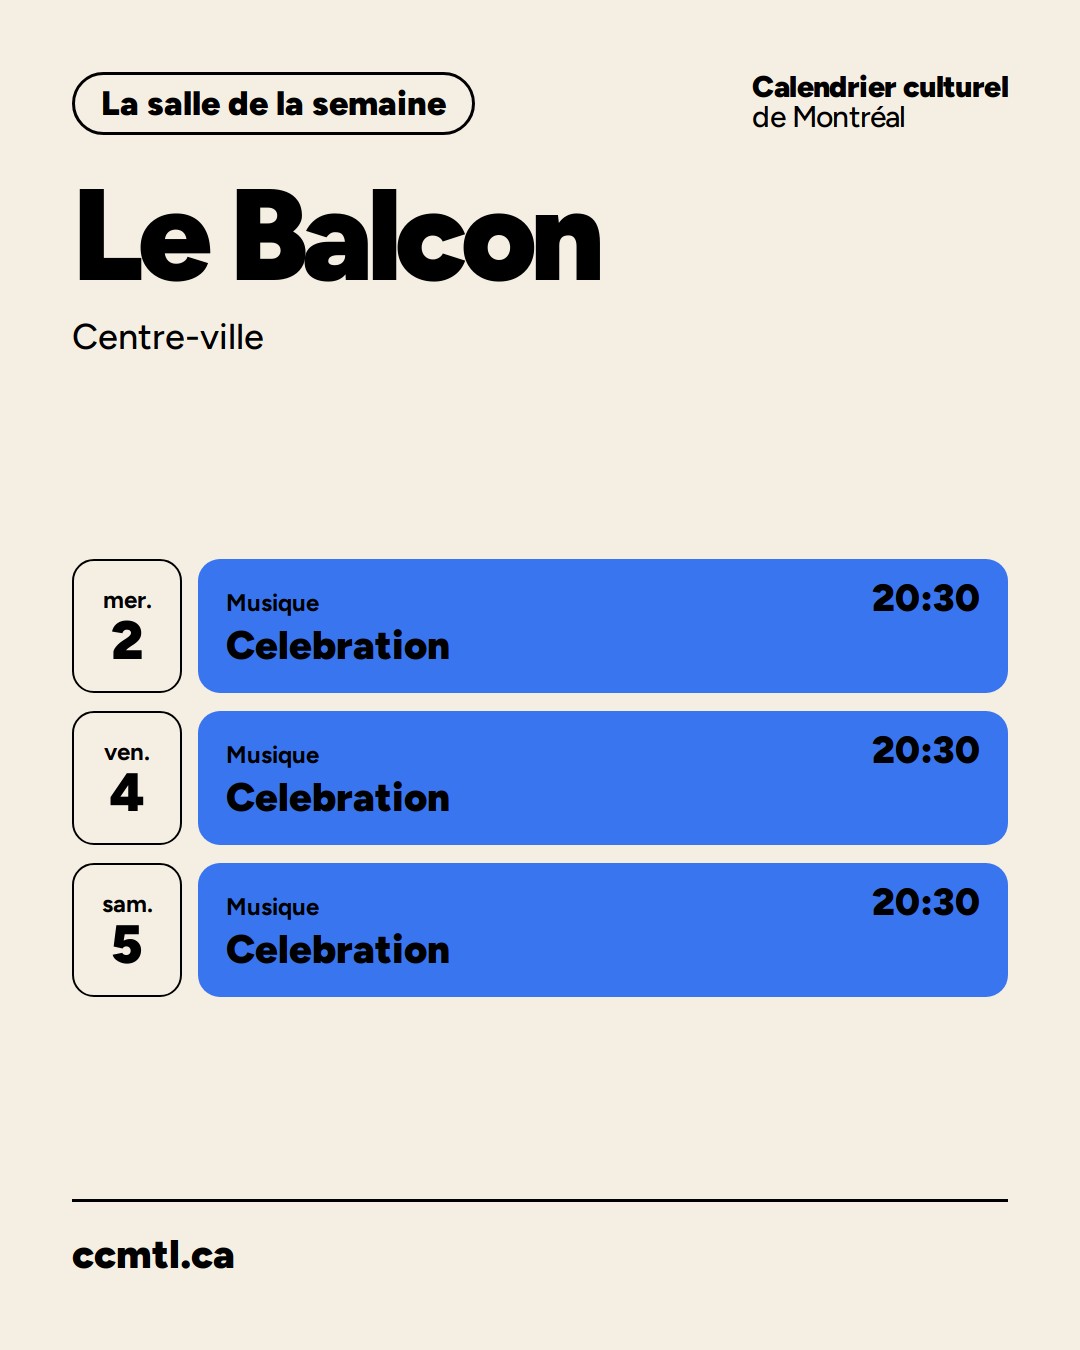 La salle de la semaine
Calendrier culturel
de Montréal
Le Balcon
Centre-ville
mer.
2
Musique
Celebration
20:30
ven.
4
Musique
Celebration
20:30
sam.
5
Musique
Celebration
20:30
ccmtl.ca